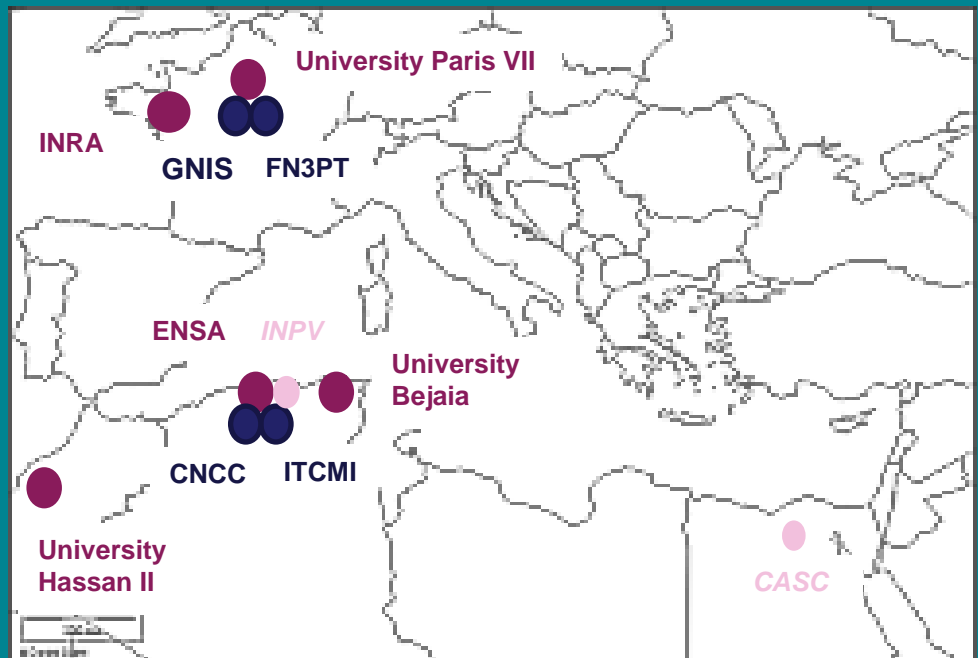 University Paris VII
INRA
GNIS FN3PT
ENSA INPV
University
Bejaia
CNCC ITCMI
University
Hassan II
CASC